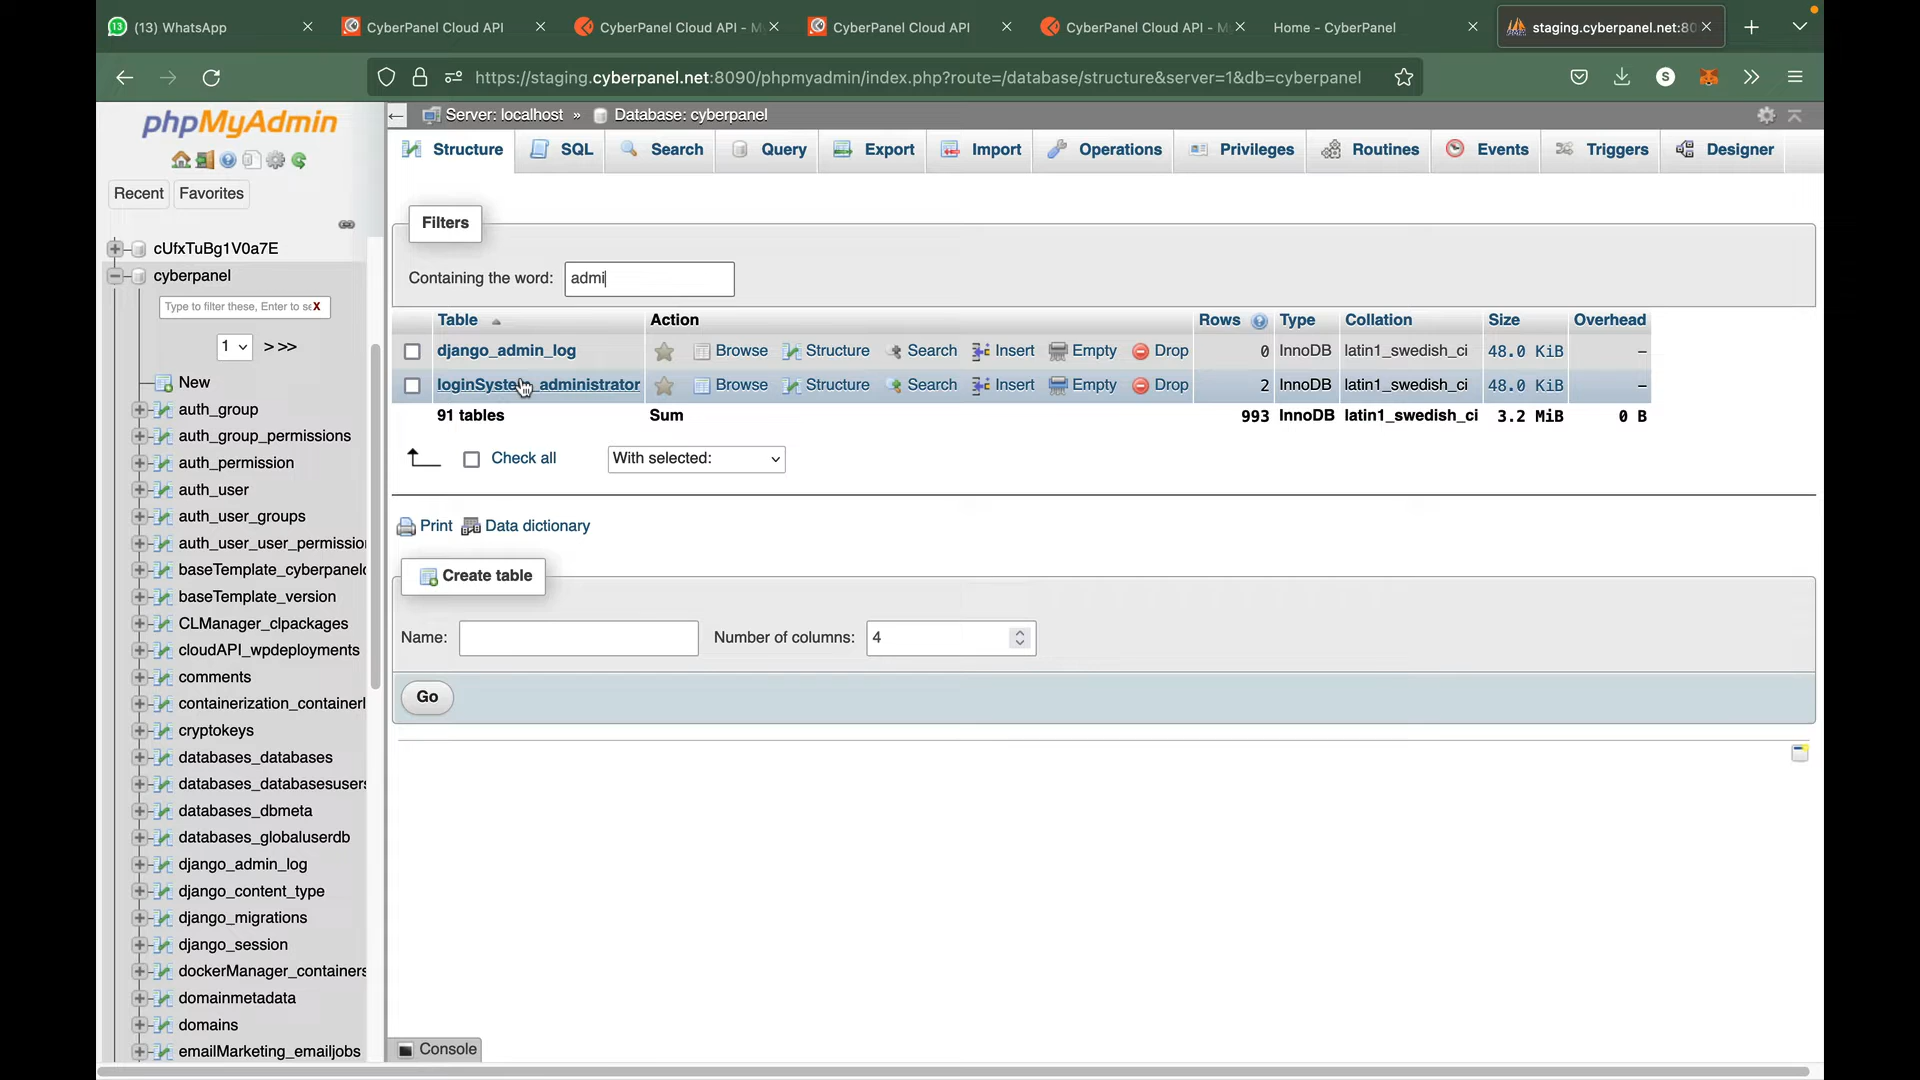 (13) WhatsApp
CyberPanel Cloud API
CyberPanel Cloud API - M
CyberPanel Cloud API
CyberPanel Cloud API - M
Home - CyberPanel
staging.cyberpanel.net:80
https://staging.cyberpanel.net:8090/phpmyadmin/index.php?route=/database/structure&server=1&db=cyberpanel
S
phpMyAdmin
Recent
Favorites
cUfxTuBg1V0a7E
cyberpanel
Type to filter these, Enter to se X
1
> >>
New
auth_group
auth_group_permissions
auth_permission
auth_user
auth_user_groups
auth_user_user_permissio
baseTemplate_cyberpanel
baseTemplate_version
CLManager_clpackages
cloudAPI_wpdeployments
comments
containerization_container
cryptokeys
databases_databases
databases_databasesusers
databases_dbmeta
databases_globaluserdb
django_admin_log
django_content_type
django_migrations
django_session
dockerManager_containers
domainmetadata
domains
emailMarketing_emailjobs
Server: localhost » Database: cyberpanel
Structure SQL Search Query Export Import Operations Privileges Routines Events Triggers Designer
Filters
Containing the word: admi
Table Action Rows Type Collation Size Overhead
django_admin_log Browse Structure Search Insert Empty Drop 0 InnoDB latin1_swedish_ci 48.0 KiB –
loginSystem_administrator Browse Structure Search Insert Empty Drop 2 InnoDB latin1_swedish_ci 48.0 KiB –
91 tables Sum 993 InnoDB latin1_swedish_ci 3.2 MiB 0 B
Check all With selected:
Print Data dictionary
Create table
Name: Number of columns: 4
Go
Console